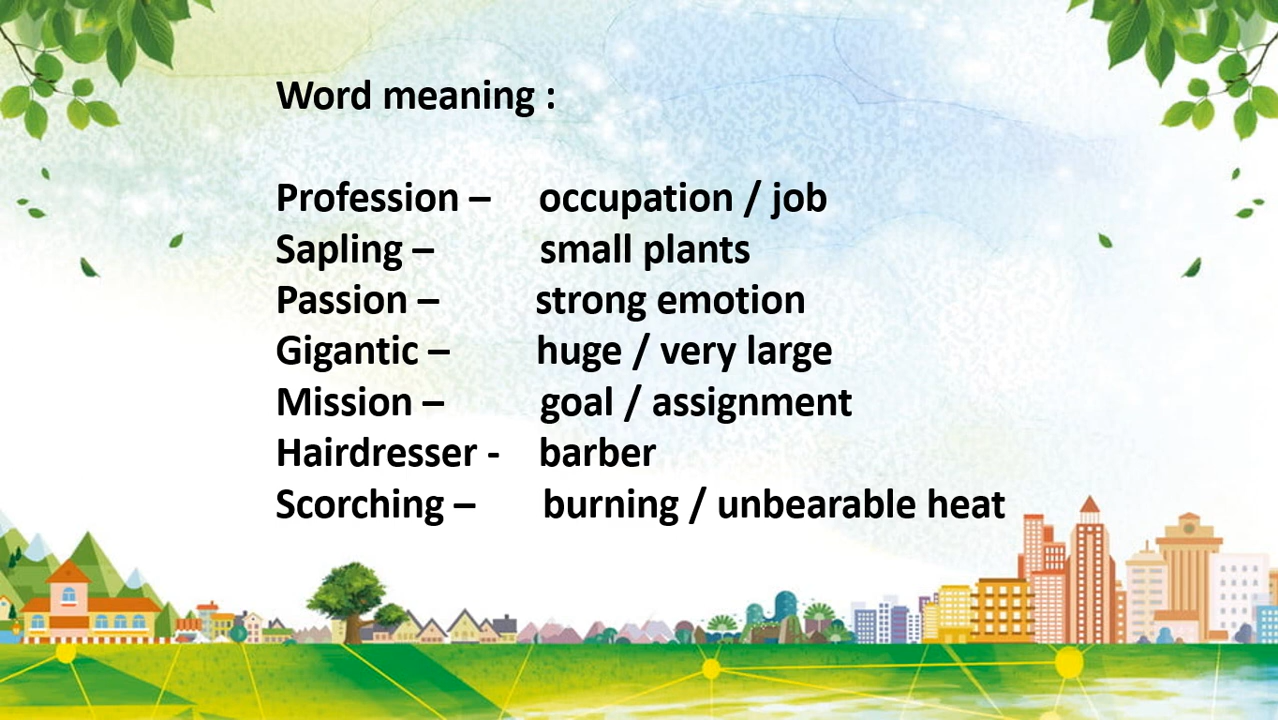 Word meaning :
Profession – occupation / job
Sapling – small plants
Passion – strong emotion
Gigantic – huge / very large
Mission – goal / assignment
Hairdresser - barber
Scorching – burning / unbearable heat